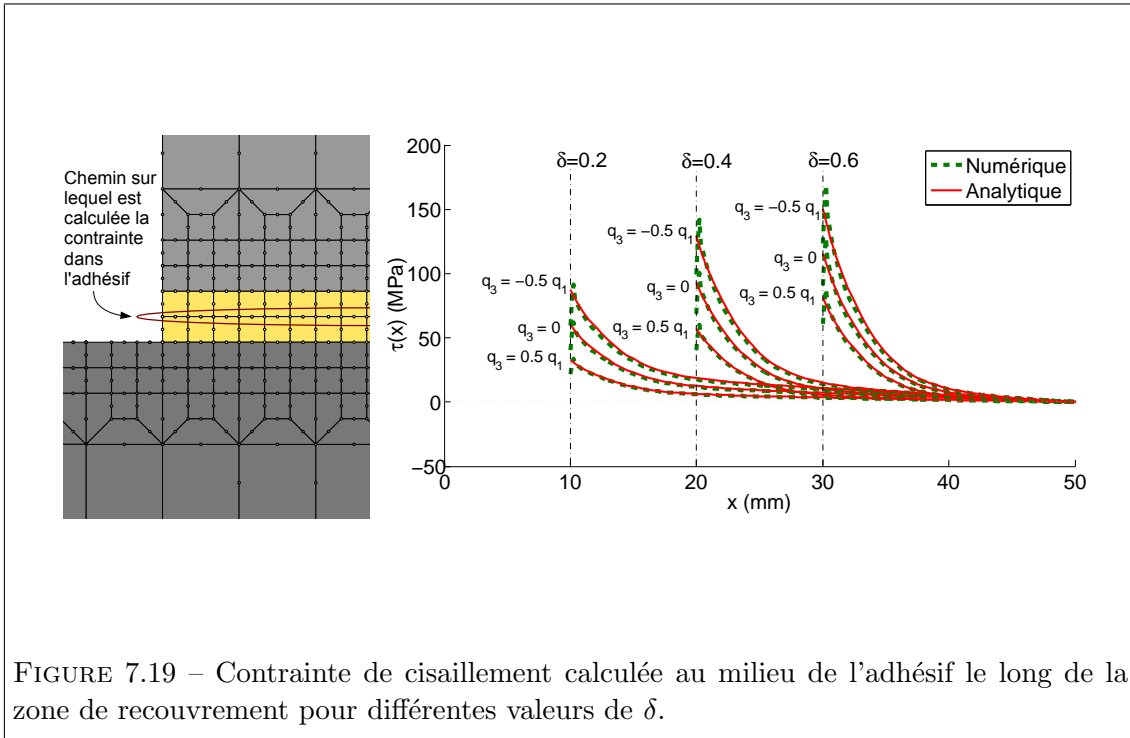 Chemin sur
lequel est
calculée la
contrainte
dans
l'adhésif
200
150
100
50
0
−50
τ(x) (MPa)
δ=0.2
δ=0.4
δ=0.6
Numérique
Analytique
q3 = −0.5 q1
q3 = 0
q3 = 0.5 q1
q3 = −0.5 q1
q3 = 0
q3 = 0.5 q1
q3 = −0.5 q1
q3 = 0
q3 = 0.5 q1
0
10
20
30
40
50
x (mm)
FIGURE 7.19 – Contrainte de cisaillement calculée au milieu de l'adhésif le long de la
zone de recouvrement pour différentes valeurs de δ.